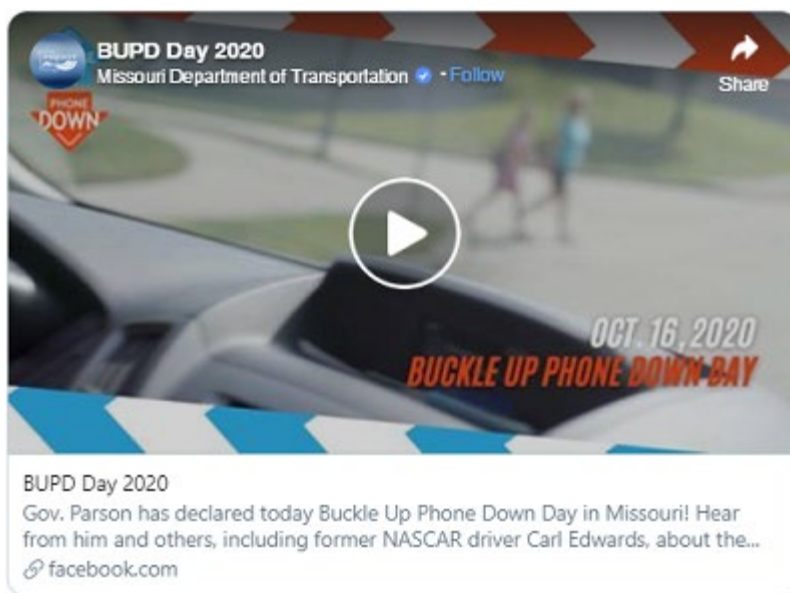 BUPD Day 2020
Missouri Department of Transportation · Follow
Share
PHONE
DOWN
OCT. 16, 2020
BUCKLE UP PHONE DOWN DAY
BUPD Day 2020
Gov. Parson has declared today Buckle Up Phone Down Day in Missouri! Hear
from him and others, including former NASCAR driver Carl Edwards, about the...
facebook.com